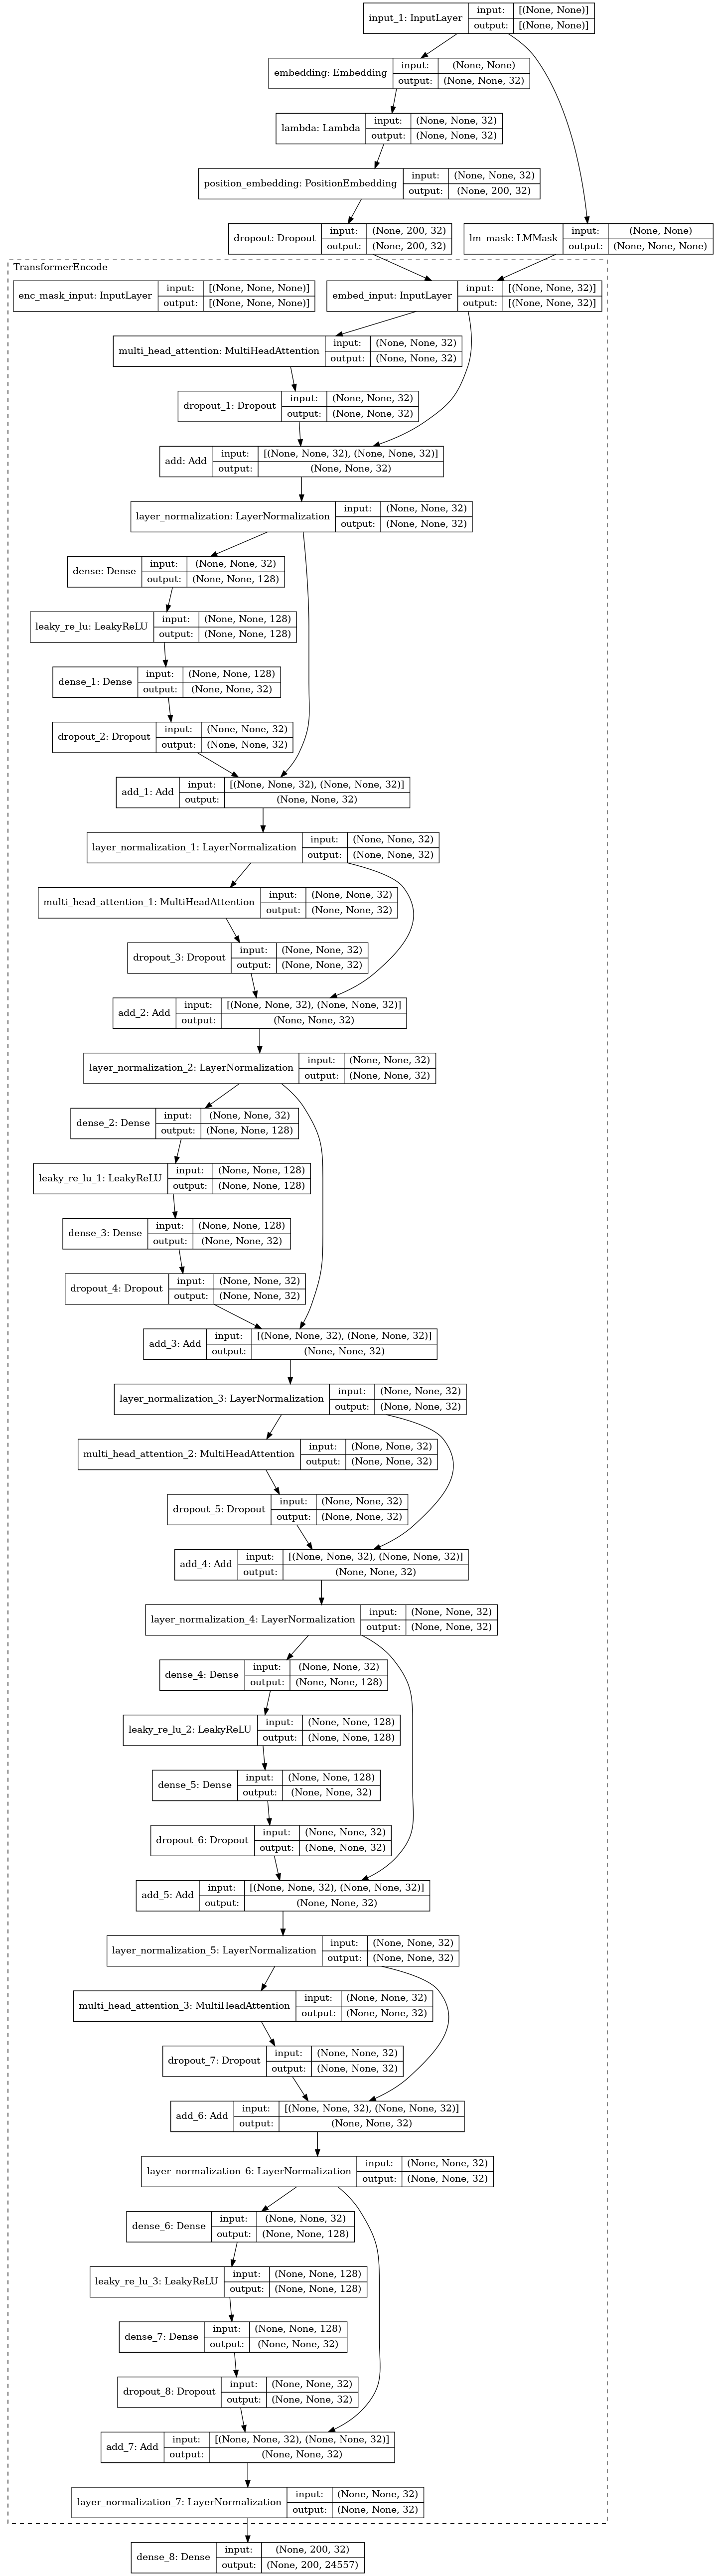 input_1: InputLayer input: [(None, None)]
output: [(None, None)]
embedding: Embedding input: (None, None)
output: (None, None, 32)
lambda: Lambda input: (None, None, 32)
output: (None, None, 32)
position_embedding: PositionEmbedding input: (None, None, 32)
output: (None, 200, 32)
dropout: Dropout input: (None, 200, 32)
output: (None, 200, 32)
lm_mask: LMMask input: (None, None)
output: (None, None, None)
TransformerEncode
enc_mask_input: InputLayer input: [(None, None, None)]
output: [(None, None, None)]
embed_input: InputLayer input: [(None, None, 32)]
output: [(None, None, 32)]
multi_head_attention: MultiHeadAttention input: (None, None, 32)
output: (None, None, 32)
dropout_1: Dropout input: (None, None, 32)
output: (None, None, 32)
add: Add input: [(None, None, 32), (None, None, 32)]
output: (None, None, 32)
layer_normalization: LayerNormalization input: (None, None, 32)
output: (None, None, 32)
dense: Dense input: (None, None, 32)
output: (None, None, 128)
leaky_re_lu: LeakyReLU input: (None, None, 128)
output: (None, None, 128)
dense_1: Dense input: (None, None, 128)
output: (None, None, 32)
dropout_2: Dropout input: (None, None, 32)
output: (None, None, 32)
add_1: Add input: [(None, None, 32), (None, None, 32)]
output: (None, None, 32)
layer_normalization_1: LayerNormalization input: (None, None, 32)
output: (None, None, 32)
multi_head_attention_1: MultiHeadAttention input: (None, None, 32)
output: (None, None, 32)
dropout_3: Dropout input: (None, None, 32)
output: (None, None, 32)
add_2: Add input: [(None, None, 32), (None, None, 32)]
output: (None, None, 32)
layer_normalization_2: LayerNormalization input: (None, None, 32)
output: (None, None, 32)
dense_2: Dense input: (None, None, 32)
output: (None, None, 128)
leaky_re_lu_1: LeakyReLU input: (None, None, 128)
output: (None, None, 128)
dense_3: Dense input: (None, None, 128)
output: (None, None, 32)
dropout_4: Dropout input: (None, None, 32)
output: (None, None, 32)
add_3: Add input: [(None, None, 32), (None, None, 32)]
output: (None, None, 32)
layer_normalization_3: LayerNormalization input: (None, None, 32)
output: (None, None, 32)
multi_head_attention_2: MultiHeadAttention input: (None, None, 32)
output: (None, None, 32)
dropout_5: Dropout input: (None, None, 32)
output: (None, None, 32)
add_4: Add input: [(None, None, 32), (None, None, 32)]
output: (None, None, 32)
layer_normalization_4: LayerNormalization input: (None, None, 32)
output: (None, None, 32)
dense_4: Dense input: (None, None, 32)
output: (None, None, 128)
leaky_re_lu_2: LeakyReLU input: (None, None, 128)
output: (None, None, 128)
dense_5: Dense input: (None, None, 128)
output: (None, None, 32)
dropout_6: Dropout input: (None, None, 32)
output: (None, None, 32)
add_5: Add input: [(None, None, 32), (None, None, 32)]
output: (None, None, 32)
layer_normalization_5: LayerNormalization input: (None, None, 32)
output: (None, None, 32)
multi_head_attention_3: MultiHeadAttention input: (None, None, 32)
output: (None, None, 32)
dropout_7: Dropout input: (None, None, 32)
output: (None, None, 32)
add_6: Add input: [(None, None, 32), (None, None, 32)]
output: (None, None, 32)
layer_normalization_6: LayerNormalization input: (None, None, 32)
output: (None, None, 32)
dense_6: Dense input: (None, None, 32)
output: (None, None, 128)
leaky_re_lu_3: LeakyReLU input: (None, None, 128)
output: (None, None, 128)
dense_7: Dense input: (None, None, 128)
output: (None, None, 32)
dropout_8: Dropout input: (None, None, 32)
output: (None, None, 32)
add_7: Add input: [(None, None, 32), (None, None, 32)]
output: (None, None, 32)
layer_normalization_7: LayerNormalization input: (None, None, 32)
output: (None, None, 32)
dense_8: Dense input: (None, 200, 32)
output: (None, 200, 24557)